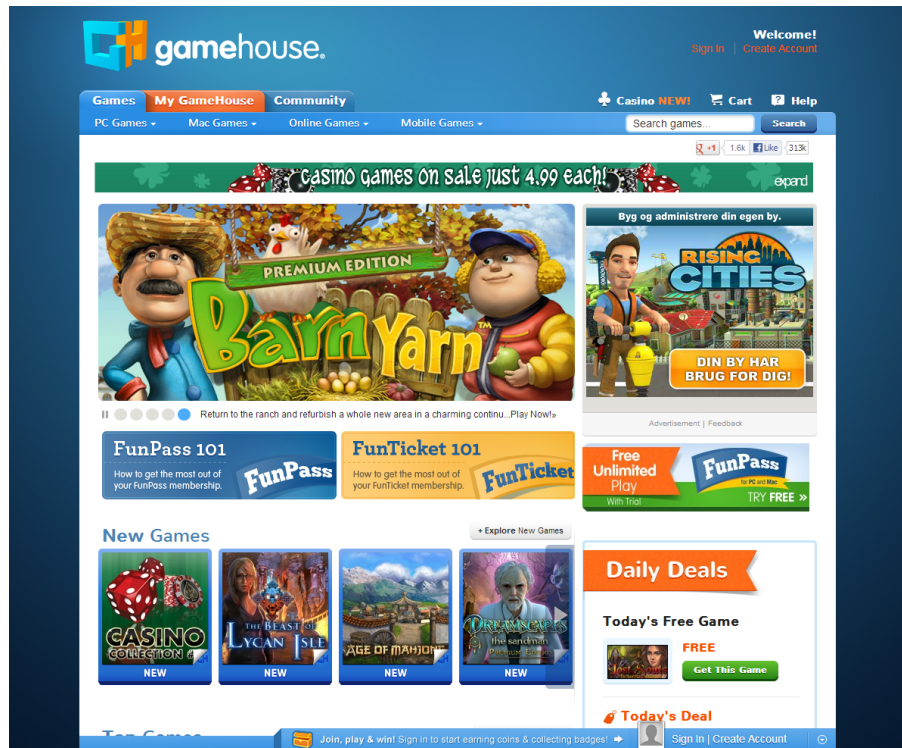 gamehouse.
Welcome!
Sign In | Create Account
Games My GameHouse Community
Casino NEW! Cart Help
PC Games Mac Games Online Games Mobile Games
Search games... Search
+1 1.6k Like 313k
casino games on sale just 4.99 each!
expand
PREMIUM EDITION
Barn Yarn™
Return to the ranch and refurbish a whole new area in a charming continu...Play Now!»
Byg og administrere din egen by.
RISING CITIES
DIN BY HAR
BRUG FOR DIG!
Advertisement | Feedback
FunPass 101
How to get the most out of
your FunPass membership.
FunPass
FunTicket 101
How to get the most out of
your FunTicket membership.
FunTicket
Free
Unlimited
Play
With Trial
FunPass
for PC and Mac
TRY FREE »
New Games
+ Explore New Games
CASINO
COLLECTION
NEW
THE BEAST OF
LYCAN ISLE
NEW
AGE OF MAHJONG
NEW
DREAMSCAPES
the sandman
Premium Edition
NEW
Daily Deals
Today's Free Game
FREE
Get This Game
Today's Deal
Top Games
Join, play & win! Sign in to start earning coins & collecting badges!
Sign In | Create Account